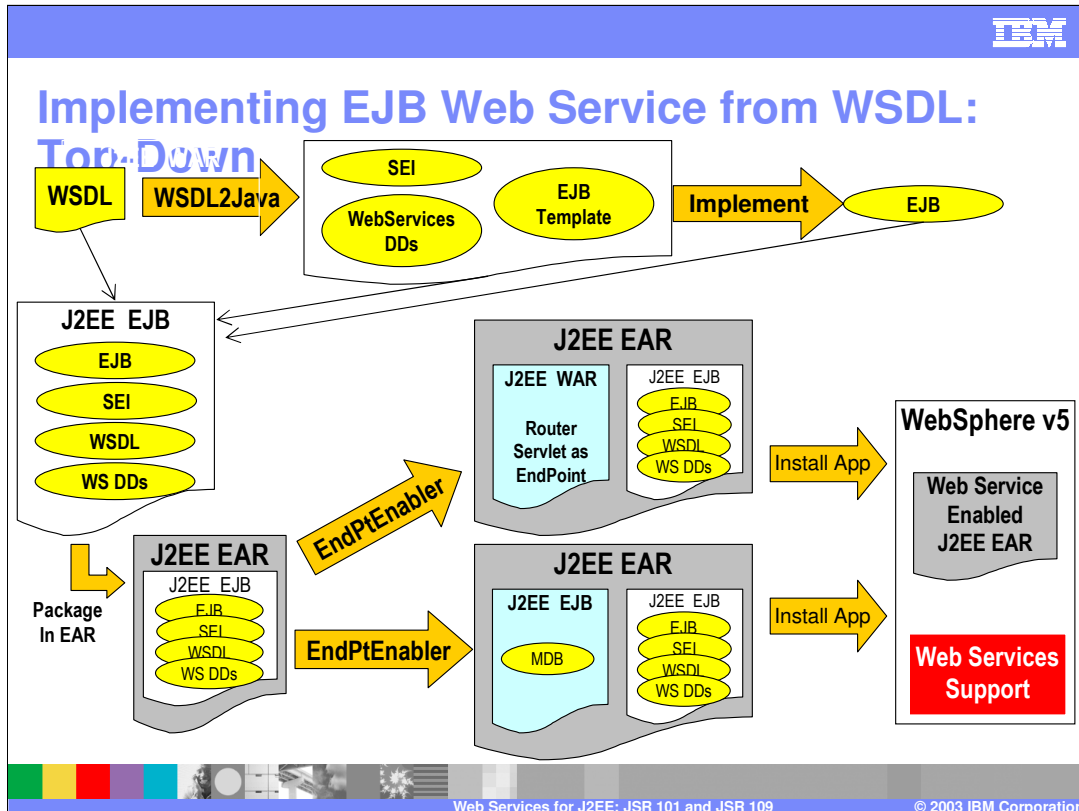 IBM
Implementing EJB Web Service from WSDL:
Top-Down
WSDL
WSDL2Java
SEI
WebServices
DDs
EJB
Template
Implement
EJB
J2EE EJB
EJB
SEI
WSDL
WS DDs
Package
In EAR
J2EE EAR
J2EE EJB
EJB
SEI
WSDL
WS DDs
EndPtEnabler
EndPtEnabler
J2EE EAR
J2EE WAR
Router
Servlet as
EndPoint
J2EE EJB
EJB
SEI
WSDL
WS DDs
J2EE EAR
J2EE EJB
MDB
J2EE EJB
EJB
SEI
WSDL
WS DDs
Install App
Install App
WebSphere v5
Web Service
Enabled
J2EE EAR
Web Services
Support
Web Services for J2EE: JSR 101 and JSR 109
© 2003 IBM Corporation